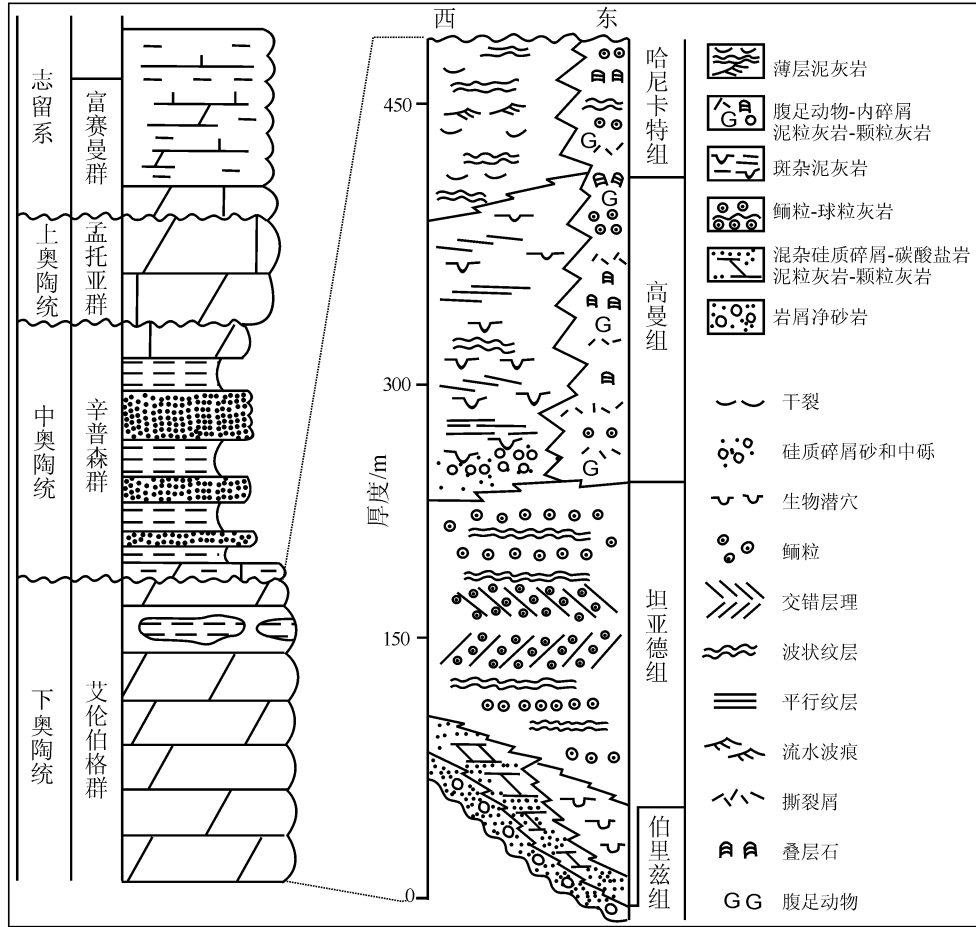 西
东
志留系
富赛曼群
上奥陶统
孟托亚群
中奥陶统
辛普森群
下奥陶统
艾伦伯格群
厚度/m
450
300
150
0
哈尼卡特组
高曼组
坦亚德组
伯里兹组
G
G
G
G
薄层泥灰岩
G
腹足动物-内碎屑
泥粒灰岩-颗粒灰岩
斑杂泥灰岩
鲕粒-球粒灰岩
混杂硅质碎屑-碳酸盐岩
泥粒灰岩-颗粒灰岩
岩屑净砂岩
干裂
硅质碎屑砂和中砾
生物潜穴
鲕粒
交错层理
波状纹层
平行纹层
流水波痕
撕裂屑
叠层石
GG 腹足动物